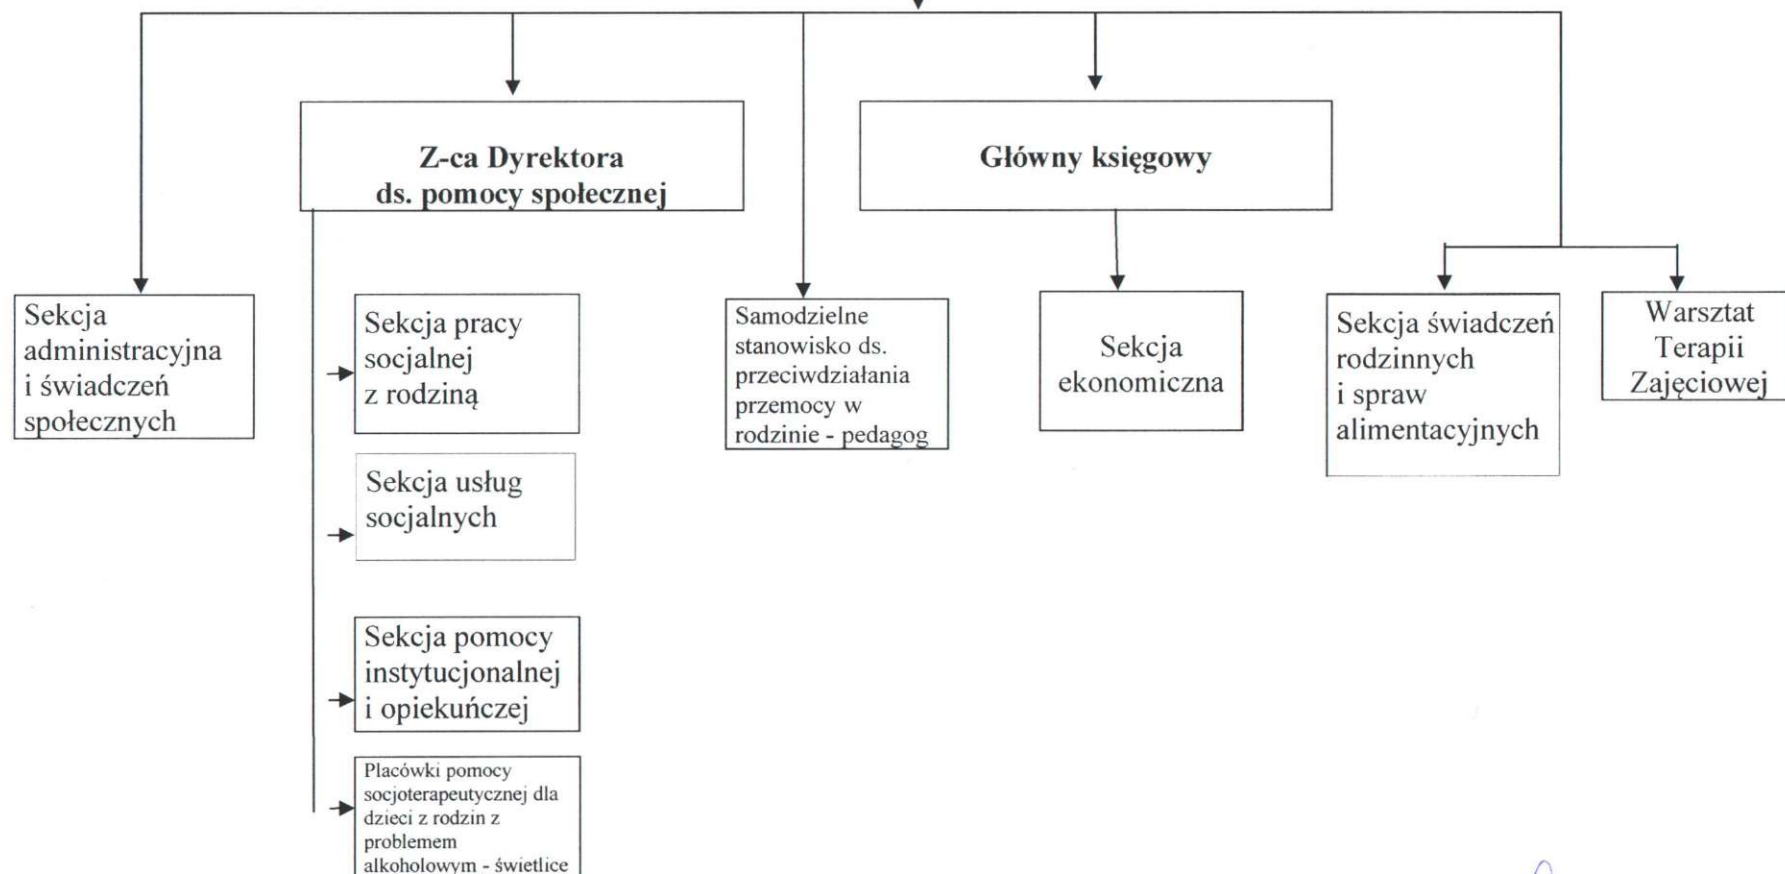 Z-ca Dyrektora
ds. pomocy społecznej
Główny księgowy
Sekcja
administracyjna
i świadczeń
społecznych
Sekcja pracy
socjalnej
z rodziną
Sekcja usług
socjalnych
Sekcja pomocy
instytucjonalnej
i opiekuńczej
Placówki pomocy
socjoterapeutycznej dla
dzieci z rodzin z
problemem
alkoholowym - świetlice
Samodzielne
stanowisko ds.
przeciwdziałania
przemocy w
rodzinie - pedagog
Sekcja
ekonomiczna
Sekcja świadczeń
rodzinnych
i spraw
alimentacyjnych
Warsztat
Terapii
Zajęciowej